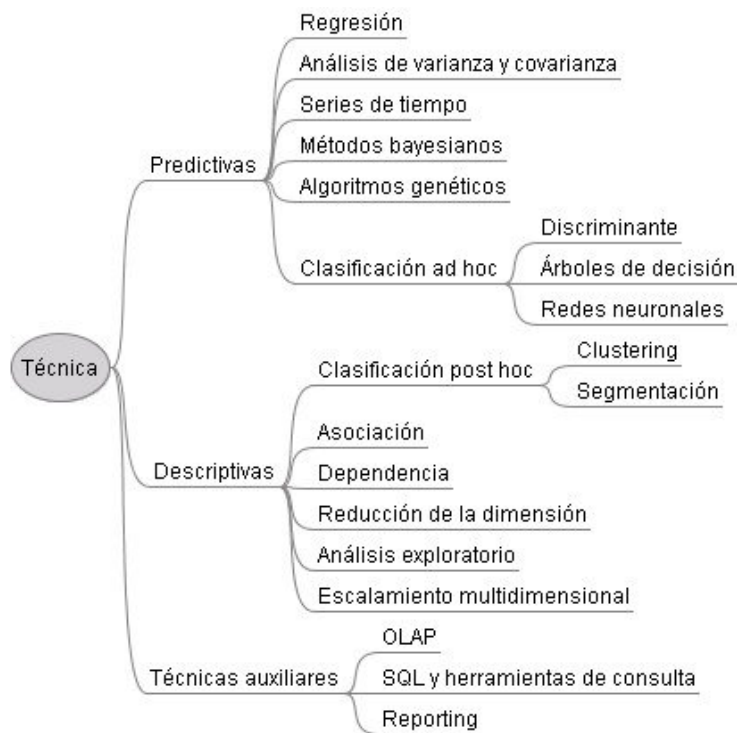 Técnica
Predictivas
Regresión
Análisis de varianza y covarianza
Series de tiempo
Métodos bayesianos
Algoritmos genéticos
Clasificación ad hoc
Discriminante
Árboles de decisión
Redes neuronales
Descriptivas
Clasificación post hoc
Clustering
Segmentación
Asociación
Dependencia
Reducción de la dimensión
Análisis exploratorio
Escalamiento multidimensional
Técnicas auxiliares
OLAP
SQL y herramientas de consulta
Reporting